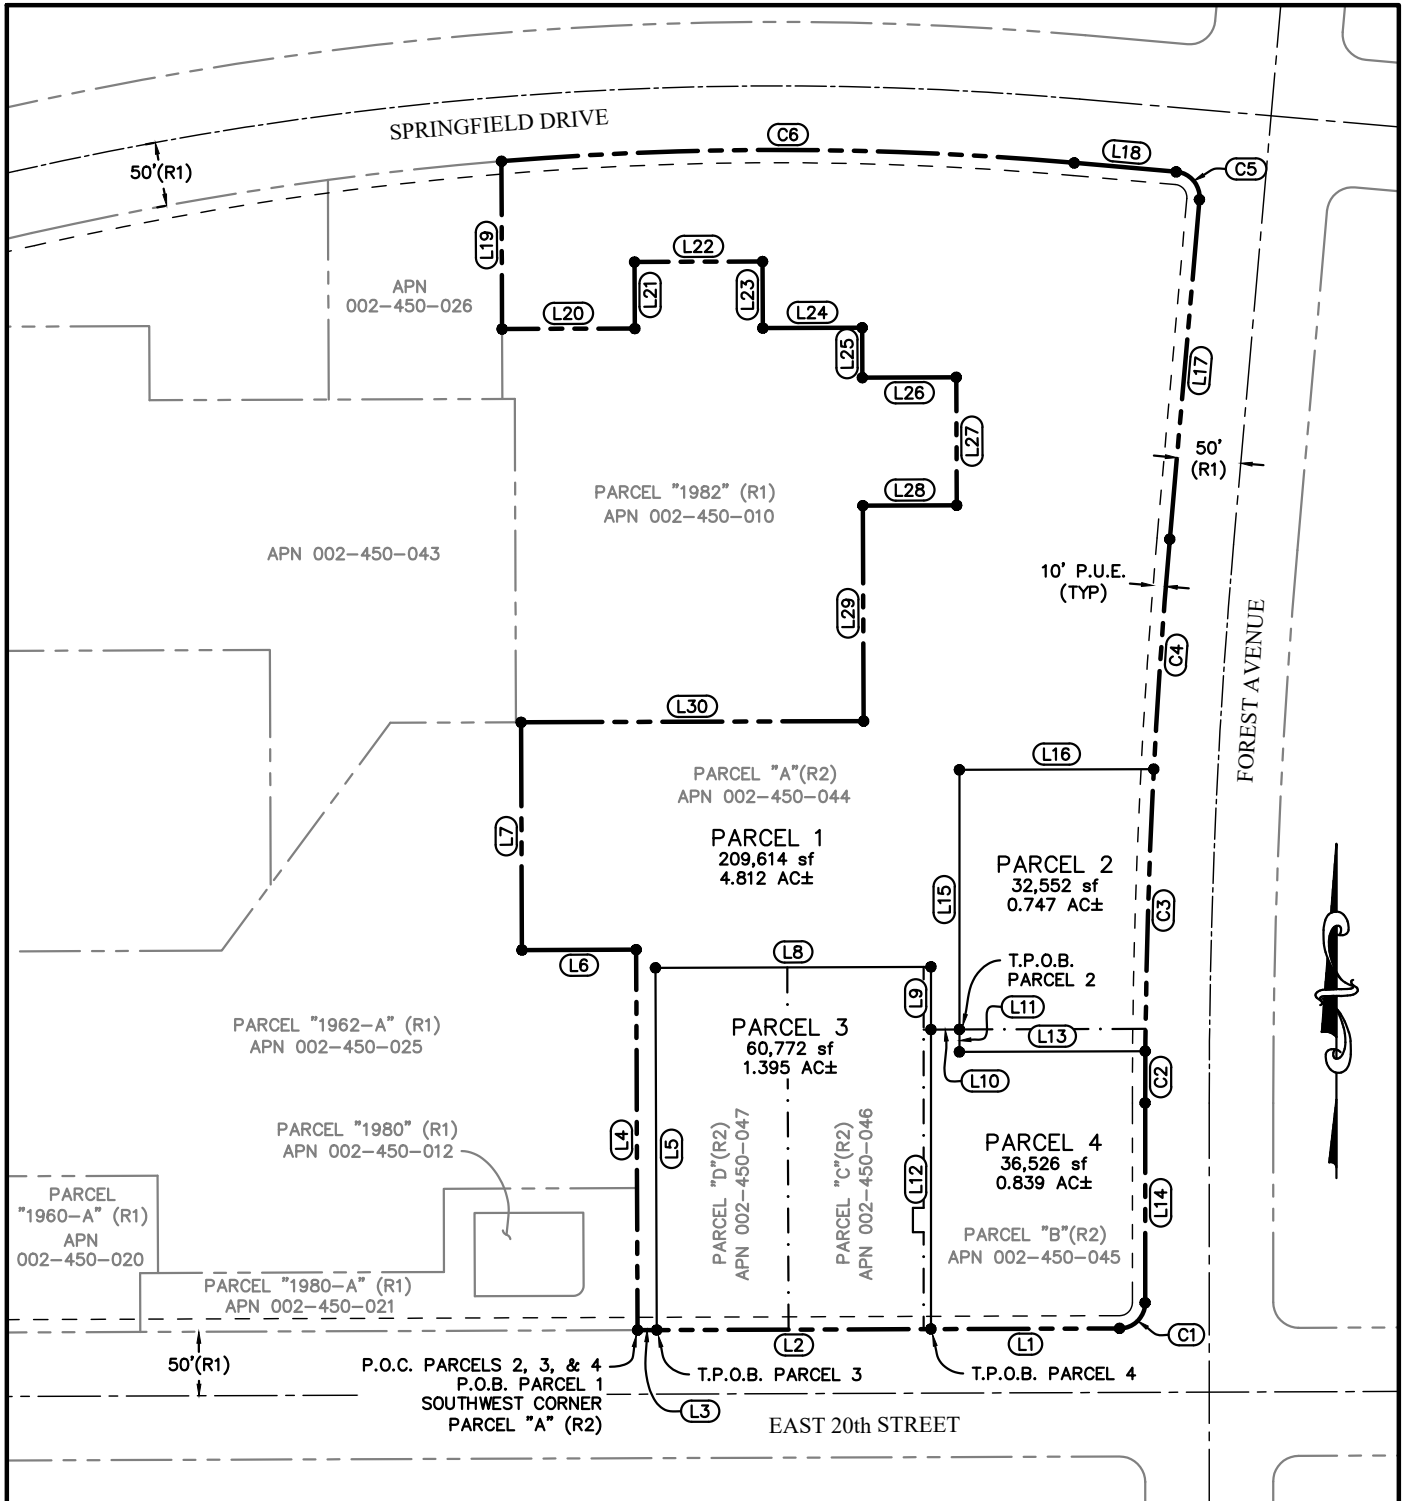 SPRINGFIELD DRIVE
C6
L18
C5
50'(R1)
L19
L22
L21
L23
APN
002-450-026
L20
L24
L25
L26
L17
L27
50'
(R1)
L28
PARCEL "1982" (R1)
APN 002-450-010
APN 002-450-043
10' P.U.E.
(TYP)
L29
C4
FOREST AVENUE
L30
L16
PARCEL "A"(R2)
APN 002-450-044
PARCEL 1
209,614 sf
4.812 AC±
L7
PARCEL 2
32,552 sf
0.747 AC±
L15
C3
L6
L8
T.P.O.B.
PARCEL 2
L9
L11
PARCEL "1962-A" (R1)
APN 002-450-025
PARCEL 3
60,772 sf
1.395 AC±
L13
L10
C2
PARCEL "1980" (R1)
APN 002-450-012
L4
L5
PARCEL "D"(R2)
APN 002-450-047
PARCEL "C"(R2)
APN 002-450-046
L12
PARCEL 4
36,526 sf
0.839 AC±
L14
PARCEL "B"(R2)
APN 002-450-045
PARCEL
"1960-A" (R1)
APN
002-450-020
PARCEL "1980-A" (R1)
APN 002-450-021
50'(R1)
L2
L1
C1
P.O.C. PARCELS 2, 3, & 4
P.O.B. PARCEL 1
SOUTHWEST CORNER
PARCEL "A" (R2)
T.P.O.B. PARCEL 3
T.P.O.B. PARCEL 4
L3
EAST 20th STREET